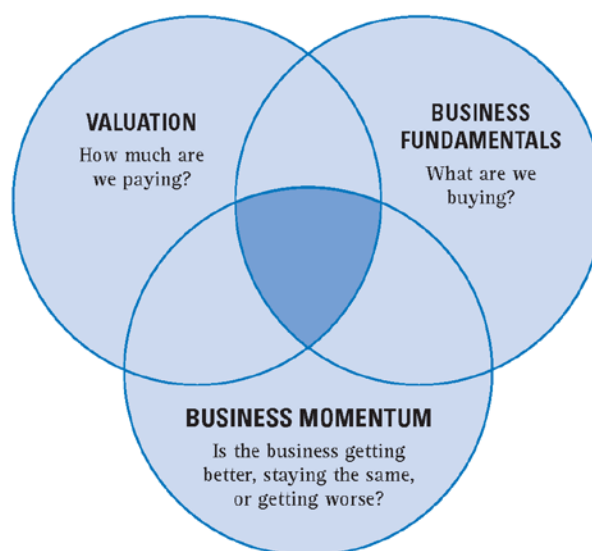 VALUATION
How much are
we paying?
BUSINESS
FUNDAMENTALS
What are we
buying?
BUSINESS MOMENTUM
Is the business getting
better, staying the same,
or getting worse?